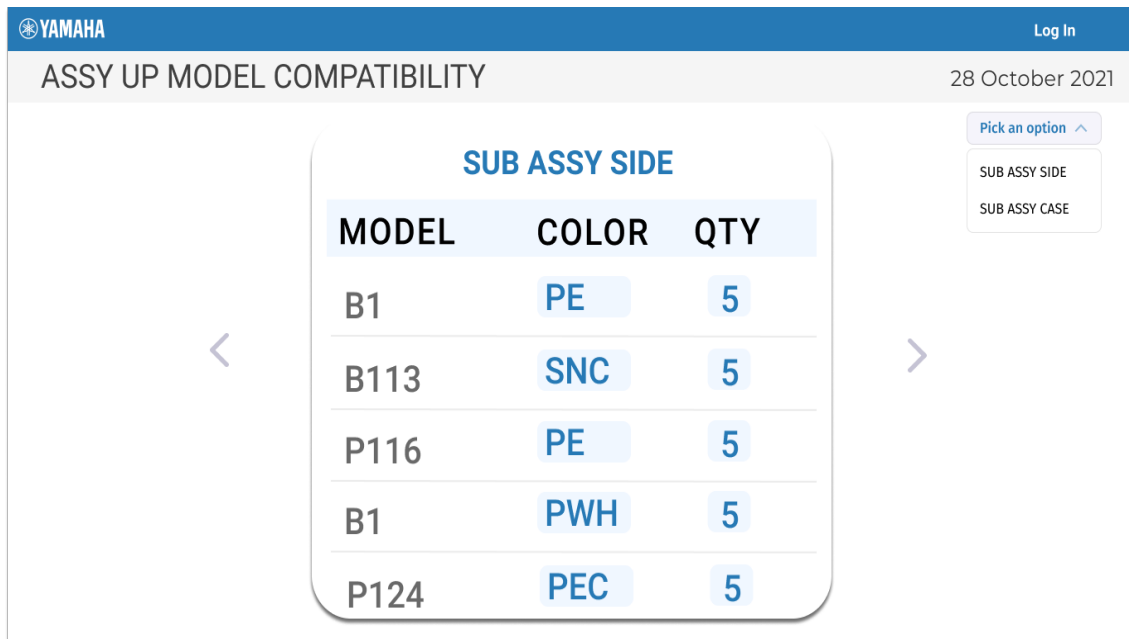 YAMAHA
Log In
ASSY UP MODEL COMPATIBILITY
28 October 2021
Pick an option
SUB ASSY SIDE
SUB ASSY CASE
SUB ASSY SIDE
MODEL COLOR QTY
B1 PE 5
B113 SNC 5
P116 PE 5
B1 PWH 5
P124 PEC 5